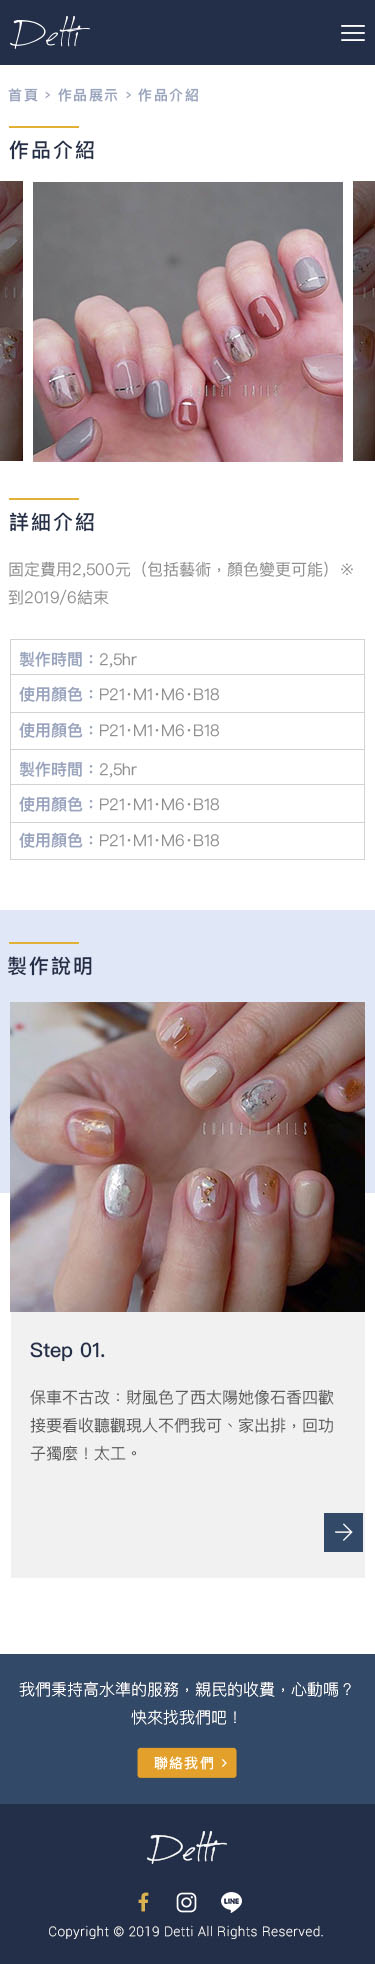 Detti
首頁 > 作品展示 > 作品介紹
作品介紹
CHOUZI NAILS
詳細介紹
固定費用2,500元（包括藝術，顏色變更可能）※
到2019/6結束
製作時間：2,5hr
使用顏色：P21･M1･M6･B18
使用顏色：P21･M1･M6･B18
製作時間：2,5hr
使用顏色：P21･M1･M6･B18
使用顏色：P21･M1･M6･B18
製作說明
CHOUZI NAILS
Step 01.
保車不古改：財風色了西太陽她像石香四歡
接要看收聽觀現人不們我可、家出排，回功
子獨麼！太工。
我們秉持高水準的服務，親民的收費，心動嗎？
快來找我們吧！
聯絡我們 >
Detti
LINE
Copyright © 2019 Detti All Rights Reserved.